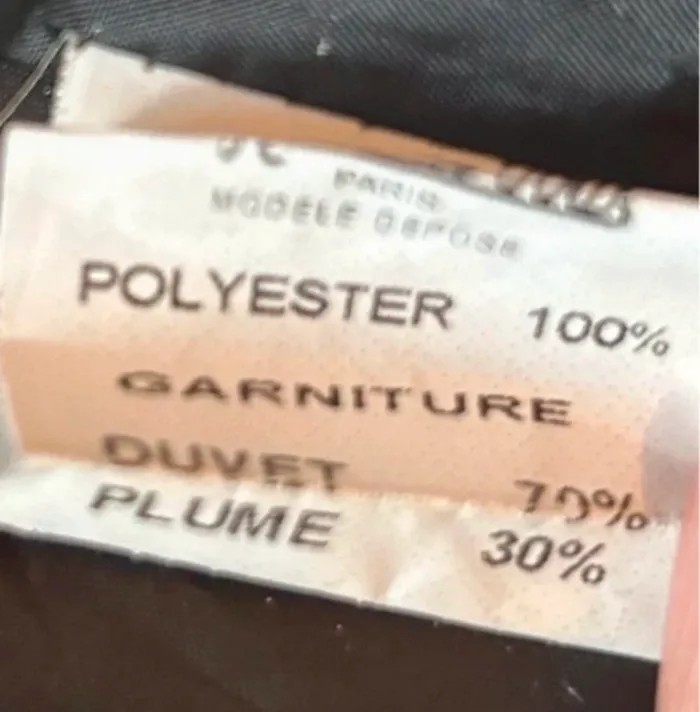 PARIS
MODELE DEPOSE
POLYESTER 100%
GARNITURE
DUVET 70%
PLUME 30%